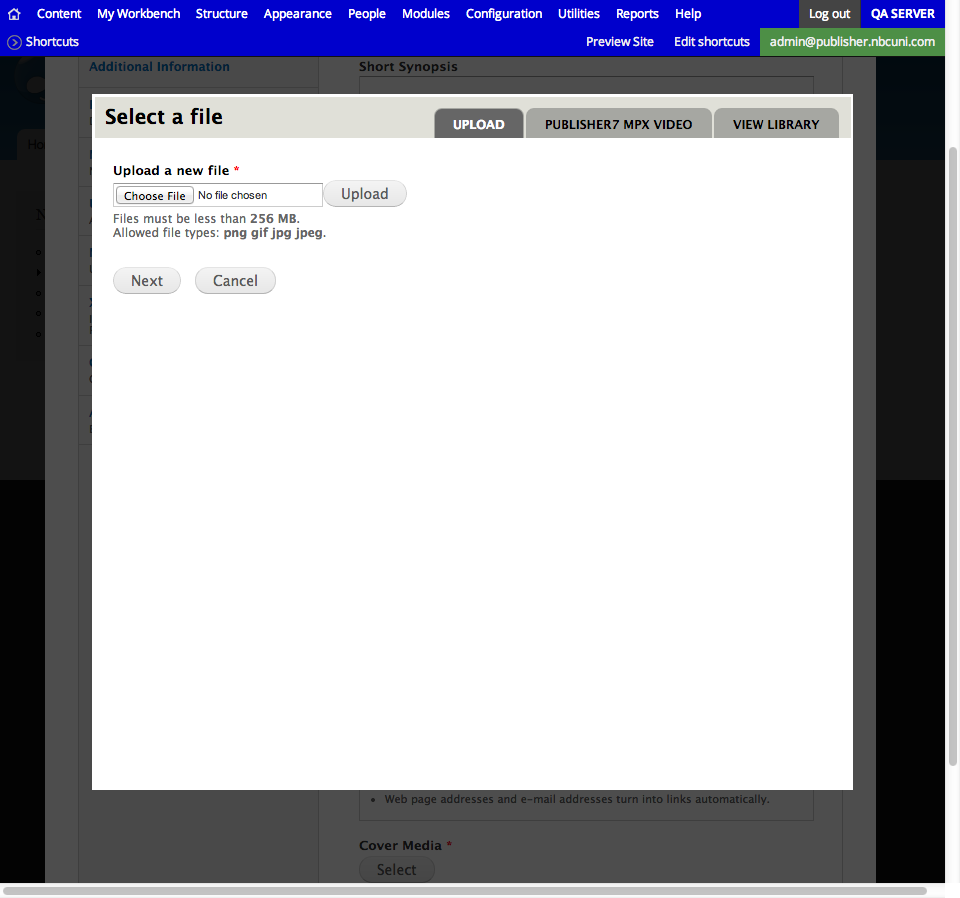 Content My Workbench Structure Appearance People Modules Configuration Utilities Reports Help Log out QA SERVER
Shortcuts Preview Site Edit shortcuts admin@publisher.nbcuni.com
Additional Information Short Synopsis
Select a file UPLOAD PUBLISHER7 MPX VIDEO VIEW LIBRARY
Upload a new file *
Choose File No file chosen Upload
Files must be less than 256 MB.
Allowed file types: png gif jpg jpeg.
Next Cancel
Web page addresses and e-mail addresses turn into links automatically.
Cover Media *
Select